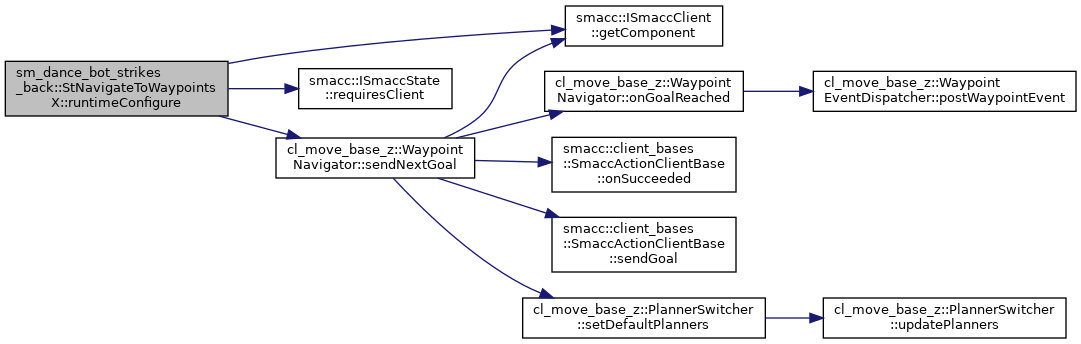 sm_dance_bot_strikes
_back::StNavigateToWaypoints
X::runtimeConfigure
smacc::ISmaccClient
::getComponent
smacc::ISmaccState
::requiresClient
cl_move_base_z::Waypoint
Navigator::sendNextGoal
cl_move_base_z::Waypoint
Navigator::onGoalReached
cl_move_base_z::Waypoint
EventDispatcher::postWaypointEvent
smacc::client_bases
::SmaccActionClientBase
::onSucceeded
smacc::client_bases
::SmaccActionClientBase
::sendGoal
cl_move_base_z::PlannerSwitcher
::setDefaultPlanners
cl_move_base_z::PlannerSwitcher
::updatePlanners